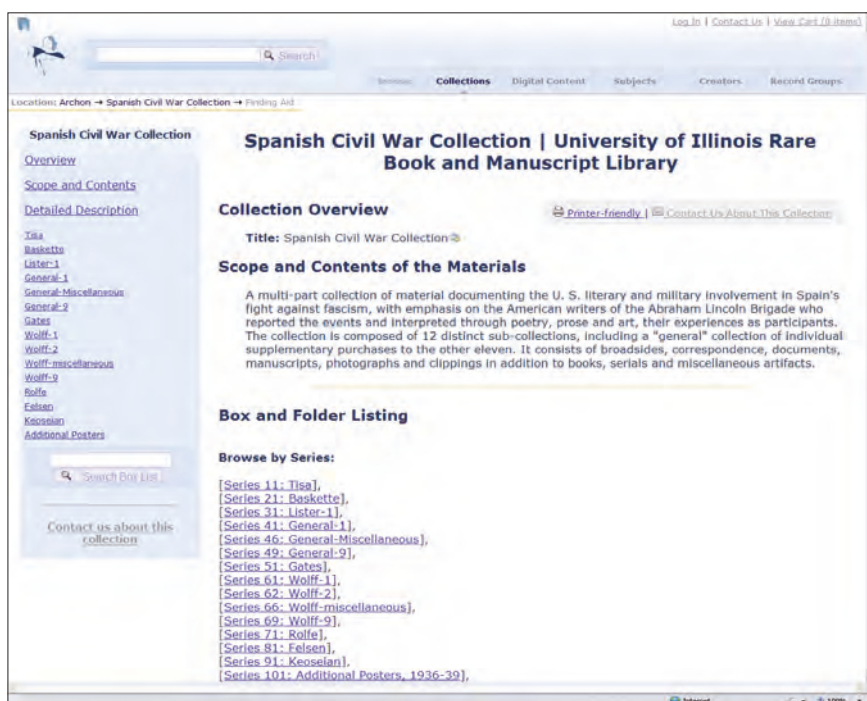 Log In | Contact Us | View Cart (0 items)
Search
Browse: Collections Digital Content Subjects Creators Record Groups
Location: Archon → Spanish Civil War Collection → Finding Aid
Spanish Civil War Collection
Overview
Scope and Contents
Detailed Description
Tisa
Baskette
Lister-1
General-1
General-Miscellaneous
General-9
Gates
Wolff-1
Wolff-2
Wolff-miscellaneous
Wolff-9
Rolfe
Felsen
Keoseian
Additional Posters
Search Box List
Contact us about this
collection
Spanish Civil War Collection | University of Illinois Rare
Book and Manuscript Library
Collection Overview
Printer-friendly | Contact Us About This Collection
Title: Spanish Civil War Collection
Scope and Contents of the Materials
A multi-part collection of material documenting the U. S. literary and military involvement in Spain's
fight against fascism, with emphasis on the American writers of the Abraham Lincoln Brigade who
reported the events and interpreted through poetry, prose and art, their experiences as participants.
The collection is composed of 12 distinct sub-collections, including a "general" collection of individual
supplementary purchases to the other eleven. It consists of broadsides, correspondence, documents,
manuscripts, photographs and clippings in addition to books, serials and miscellaneous artifacts.
Box and Folder Listing
Browse by Series:
[Series 11: Tisa],
[Series 21: Baskette],
[Series 31: Lister-1],
[Series 41: General-1],
[Series 46: General-Miscellaneous],
[Series 49: General-9],
[Series 51: Gates],
[Series 61: Wolff-1],
[Series 62: Wolff-2],
[Series 66: Wolff-miscellaneous],
[Series 69: Wolff-9],
[Series 71: Rolfe],
[Series 81: Felsen],
[Series 91: Keoseian],
[Series 101: Additional Posters, 1936-39],
Internet 100%